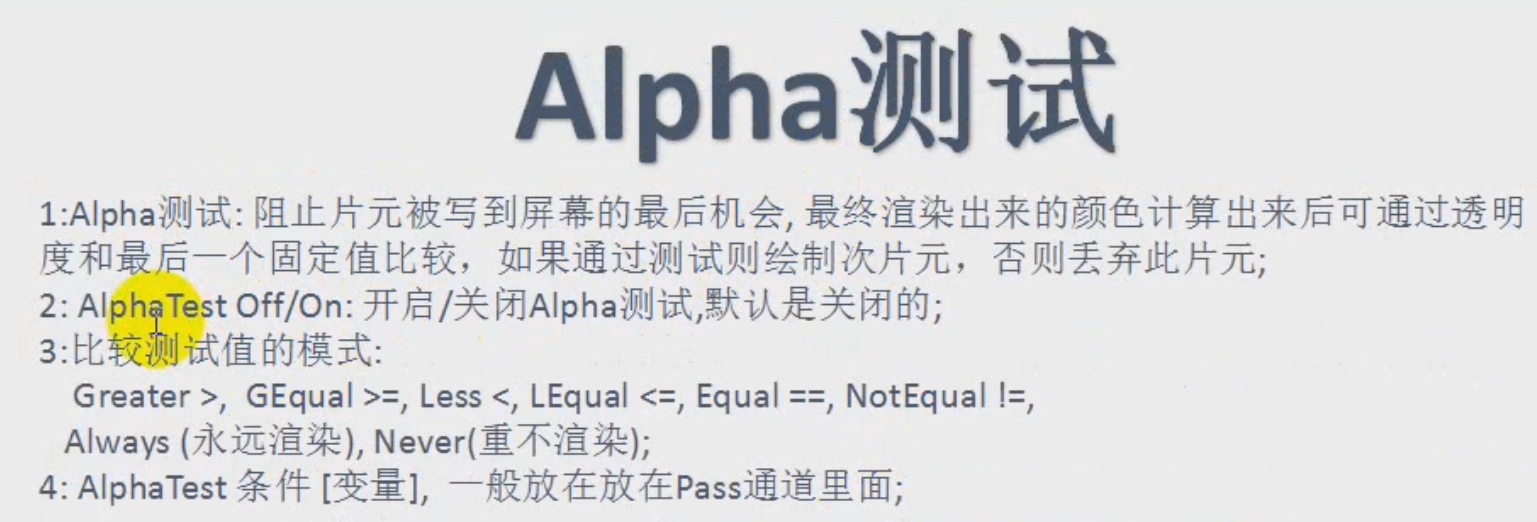 Alpha测试
1:Alpha测试: 阻止片元被写到屏幕的最后机会, 最终渲染出来的颜色计算出来后可通过透明
度和最后一个固定值比较，如果通过测试则绘制次片元，否则丢弃此片元;
2: AlphaTest Off/On: 开启/关闭Alpha测试,默认是关闭的;
3:比较测试值的模式:
Greater >, GEqual >=, Less <, LEqual <=, Equal ==, NotEqual !=,
Always (永远渲染), Never(重不渲染);
4: AlphaTest 条件 [变量], 一般放在放在Pass通道里面;